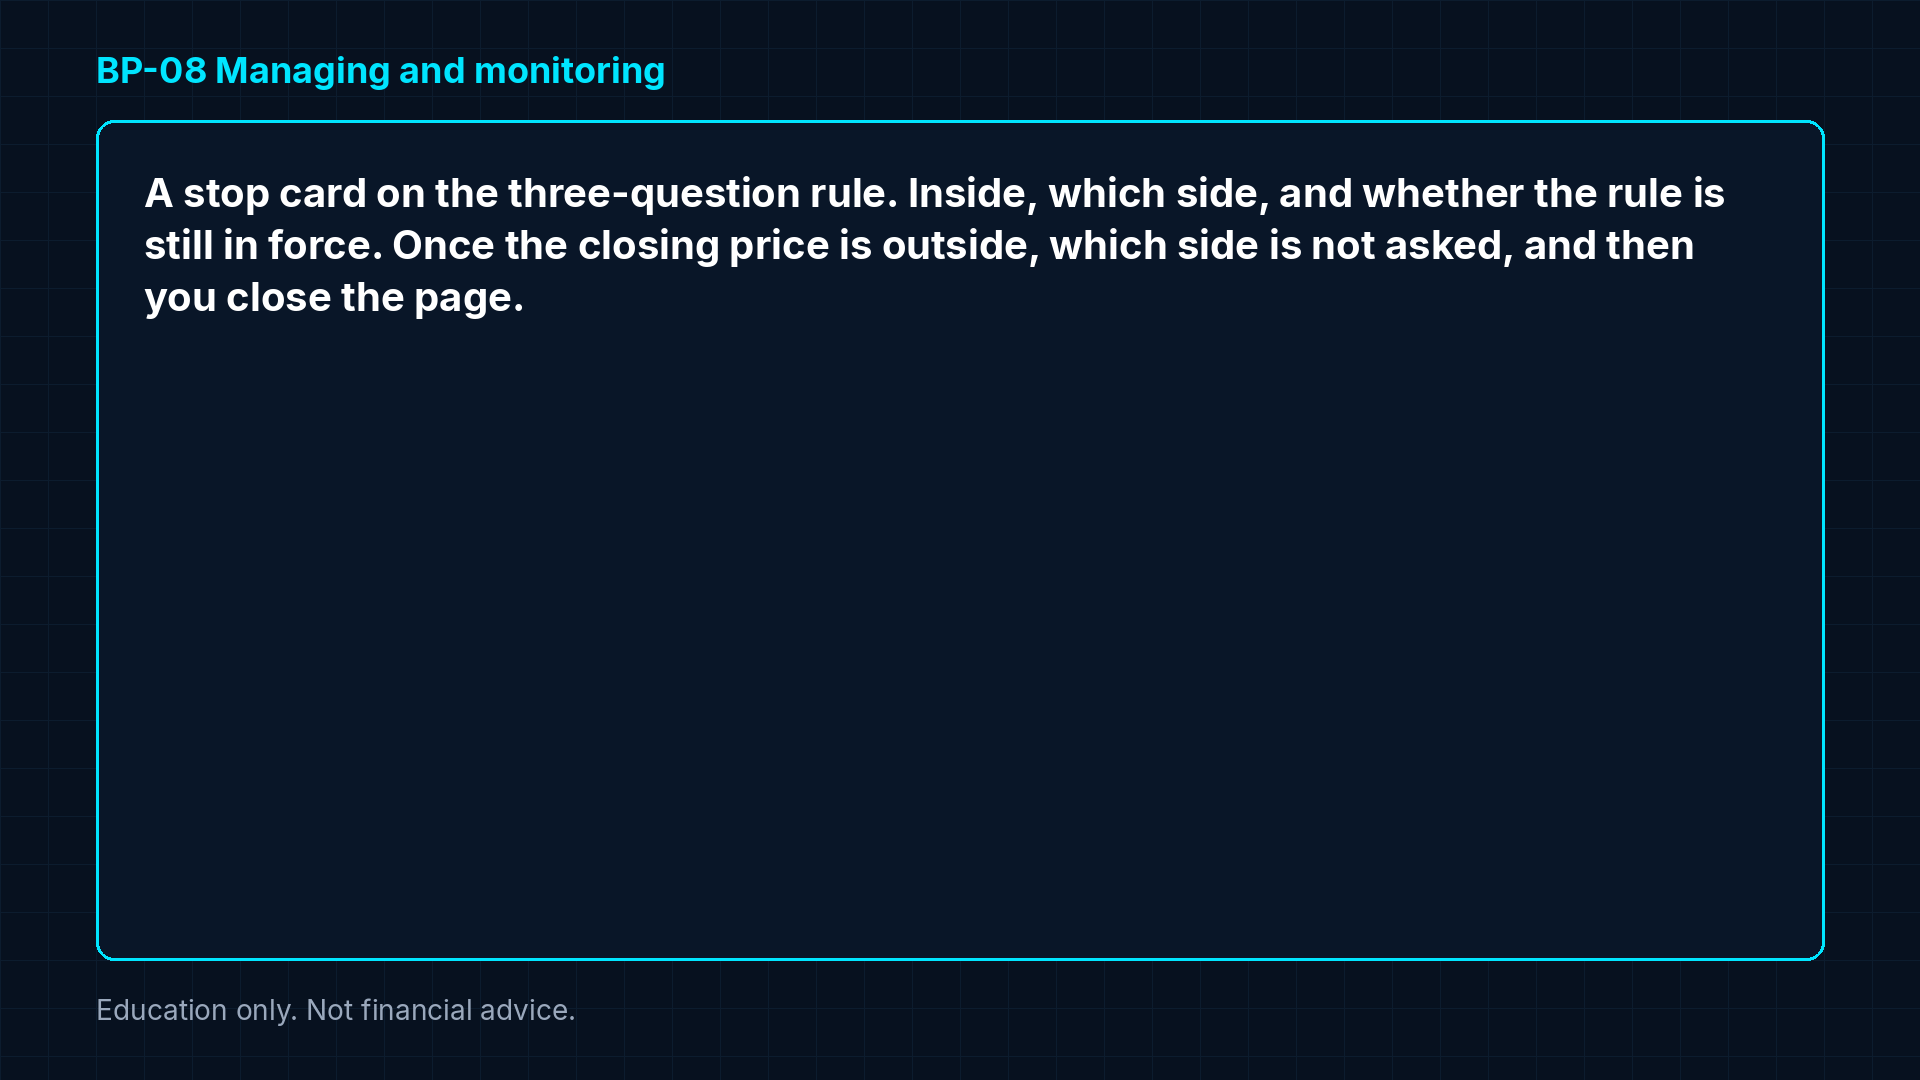 BP-08 Managing and monitoring
A stop card on the three-question rule. Inside, which side, and whether the rule is
still in force. Once the closing price is outside, which side is not asked, and then
you close the page.
Education only. Not financial advice.